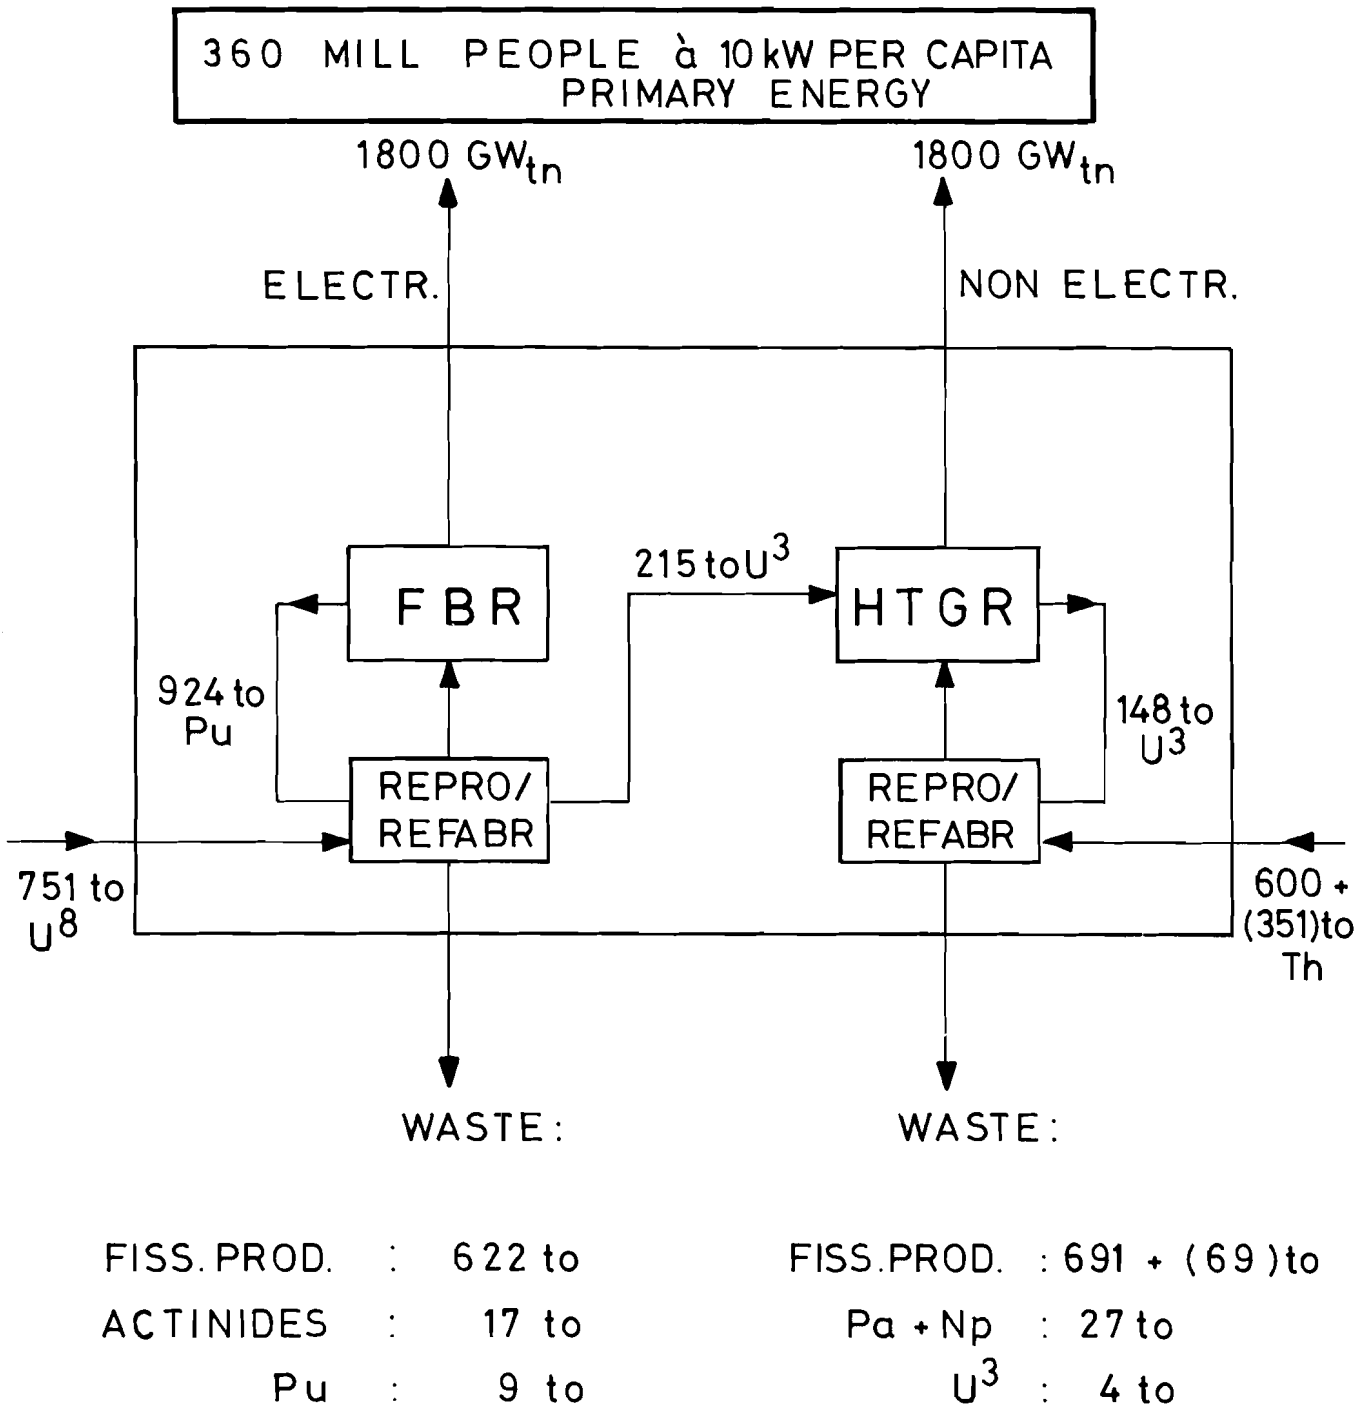 360 MILL PEOPLE à 10 kW PER CAPITA
PRIMARY ENERGY
1800 GWtn
1800 GWtn
ELECTR.
NON ELECTR.
215 to U³
FBR
HTGR
924 to
Pu
148 to
U³
REPRO/
REFABR
REPRO/
REFABR
751 to
U⁸
600 +
(351)to
Th
WASTE:
WASTE:
FISS. PROD. : 622 to
FISS.PROD. : 691 + (69)to
ACTINIDES : 17 to
Pa + Np : 27 to
Pu : 9 to
U³ : 4 to